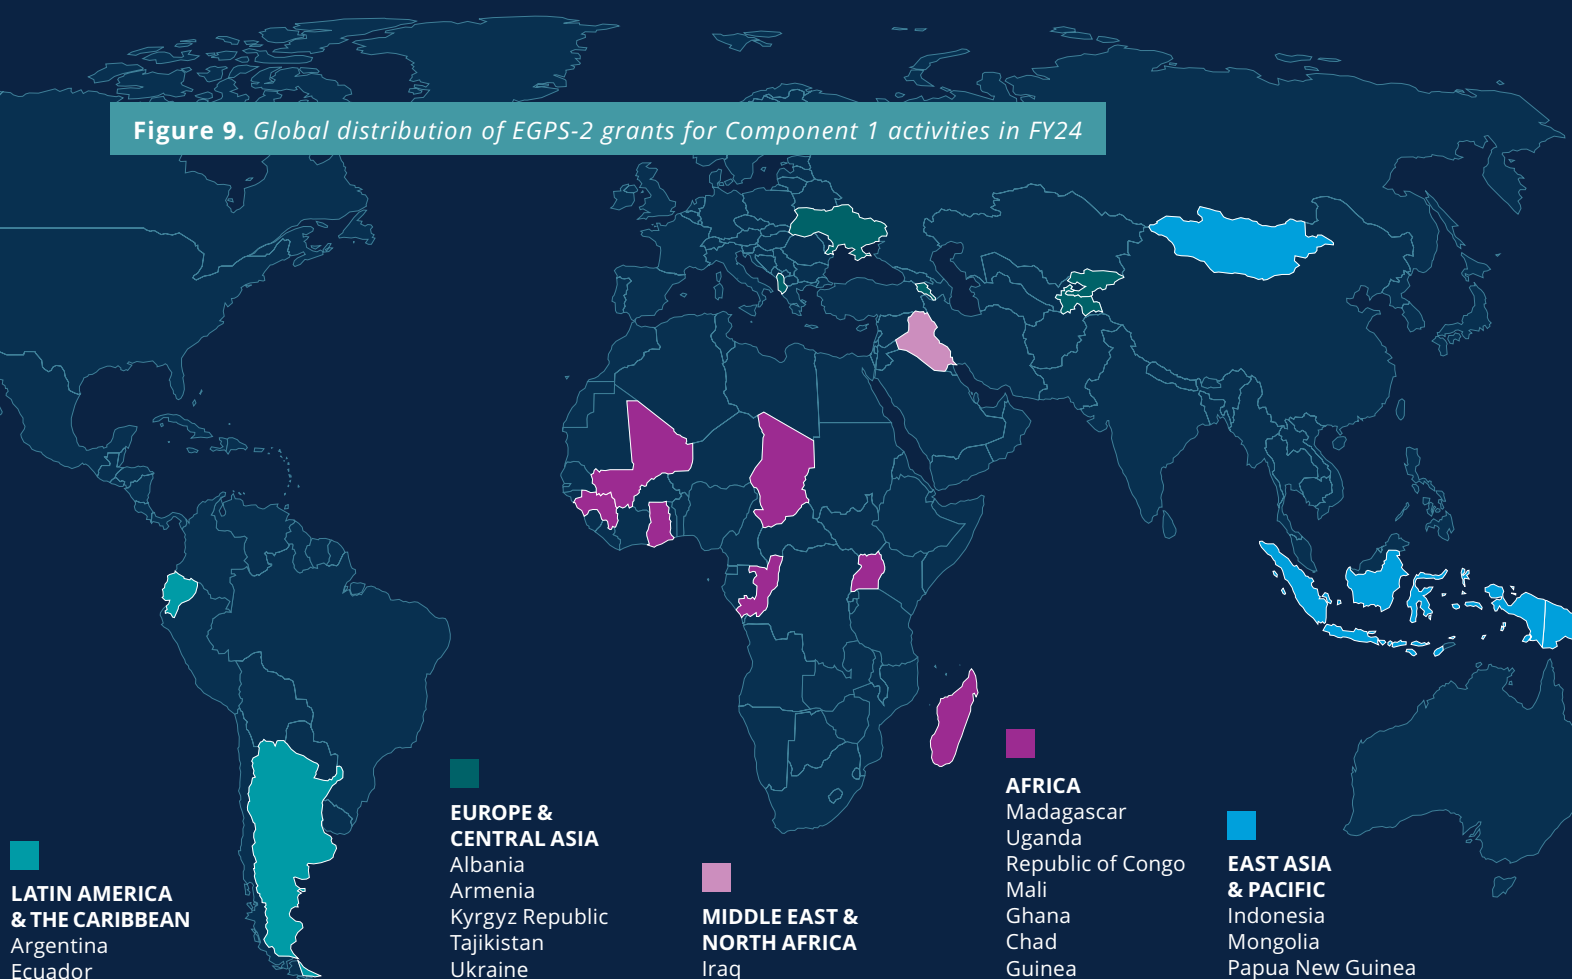 Figure 9. Global distribution of EGPS-2 grants for Component 1 activities in FY24
LATIN AMERICA
& THE CARIBBEAN
Argentina
Ecuador
EUROPE &
CENTRAL ASIA
Albania
Armenia
Kyrgyz Republic
Tajikistan
Ukraine
MIDDLE EAST &
NORTH AFRICA
Iraq
AFRICA
Madagascar
Uganda
Republic of Congo
Mali
Ghana
Chad
Guinea
EAST ASIA
& PACIFIC
Indonesia
Mongolia
Papua New Guinea